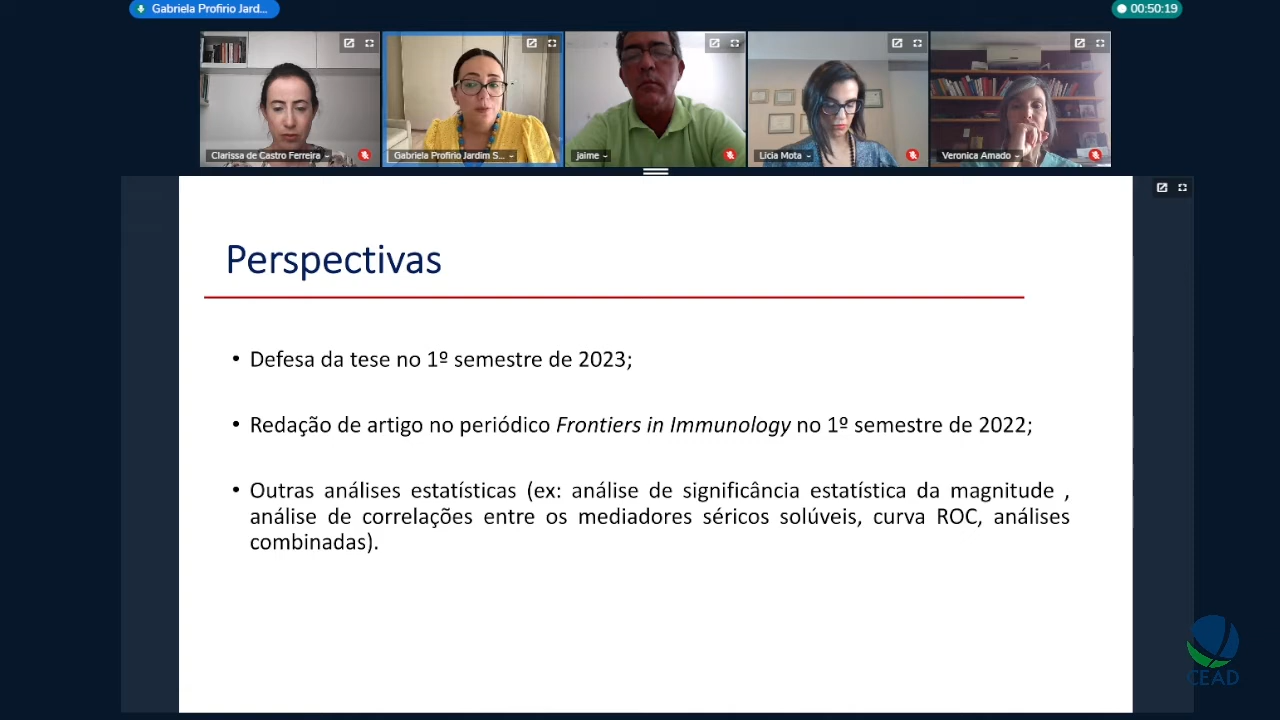 Gabriela Profirio Jard...
00:50:19
Clarissa de Castro Ferreira
Gabriela Profirio Jardim S...
jaime
Licia Mota
Veronica Amado
Perspectivas
• Defesa da tese no 1º semestre de 2023;
• Redação de artigo no periódico Frontiers in Immunology no 1º semestre de 2022;
• Outras análises estatísticas (ex: análise de significância estatística da magnitude ,
análise de correlações entre os mediadores séricos solúveis, curva ROC, análises
combinadas).
CEAD